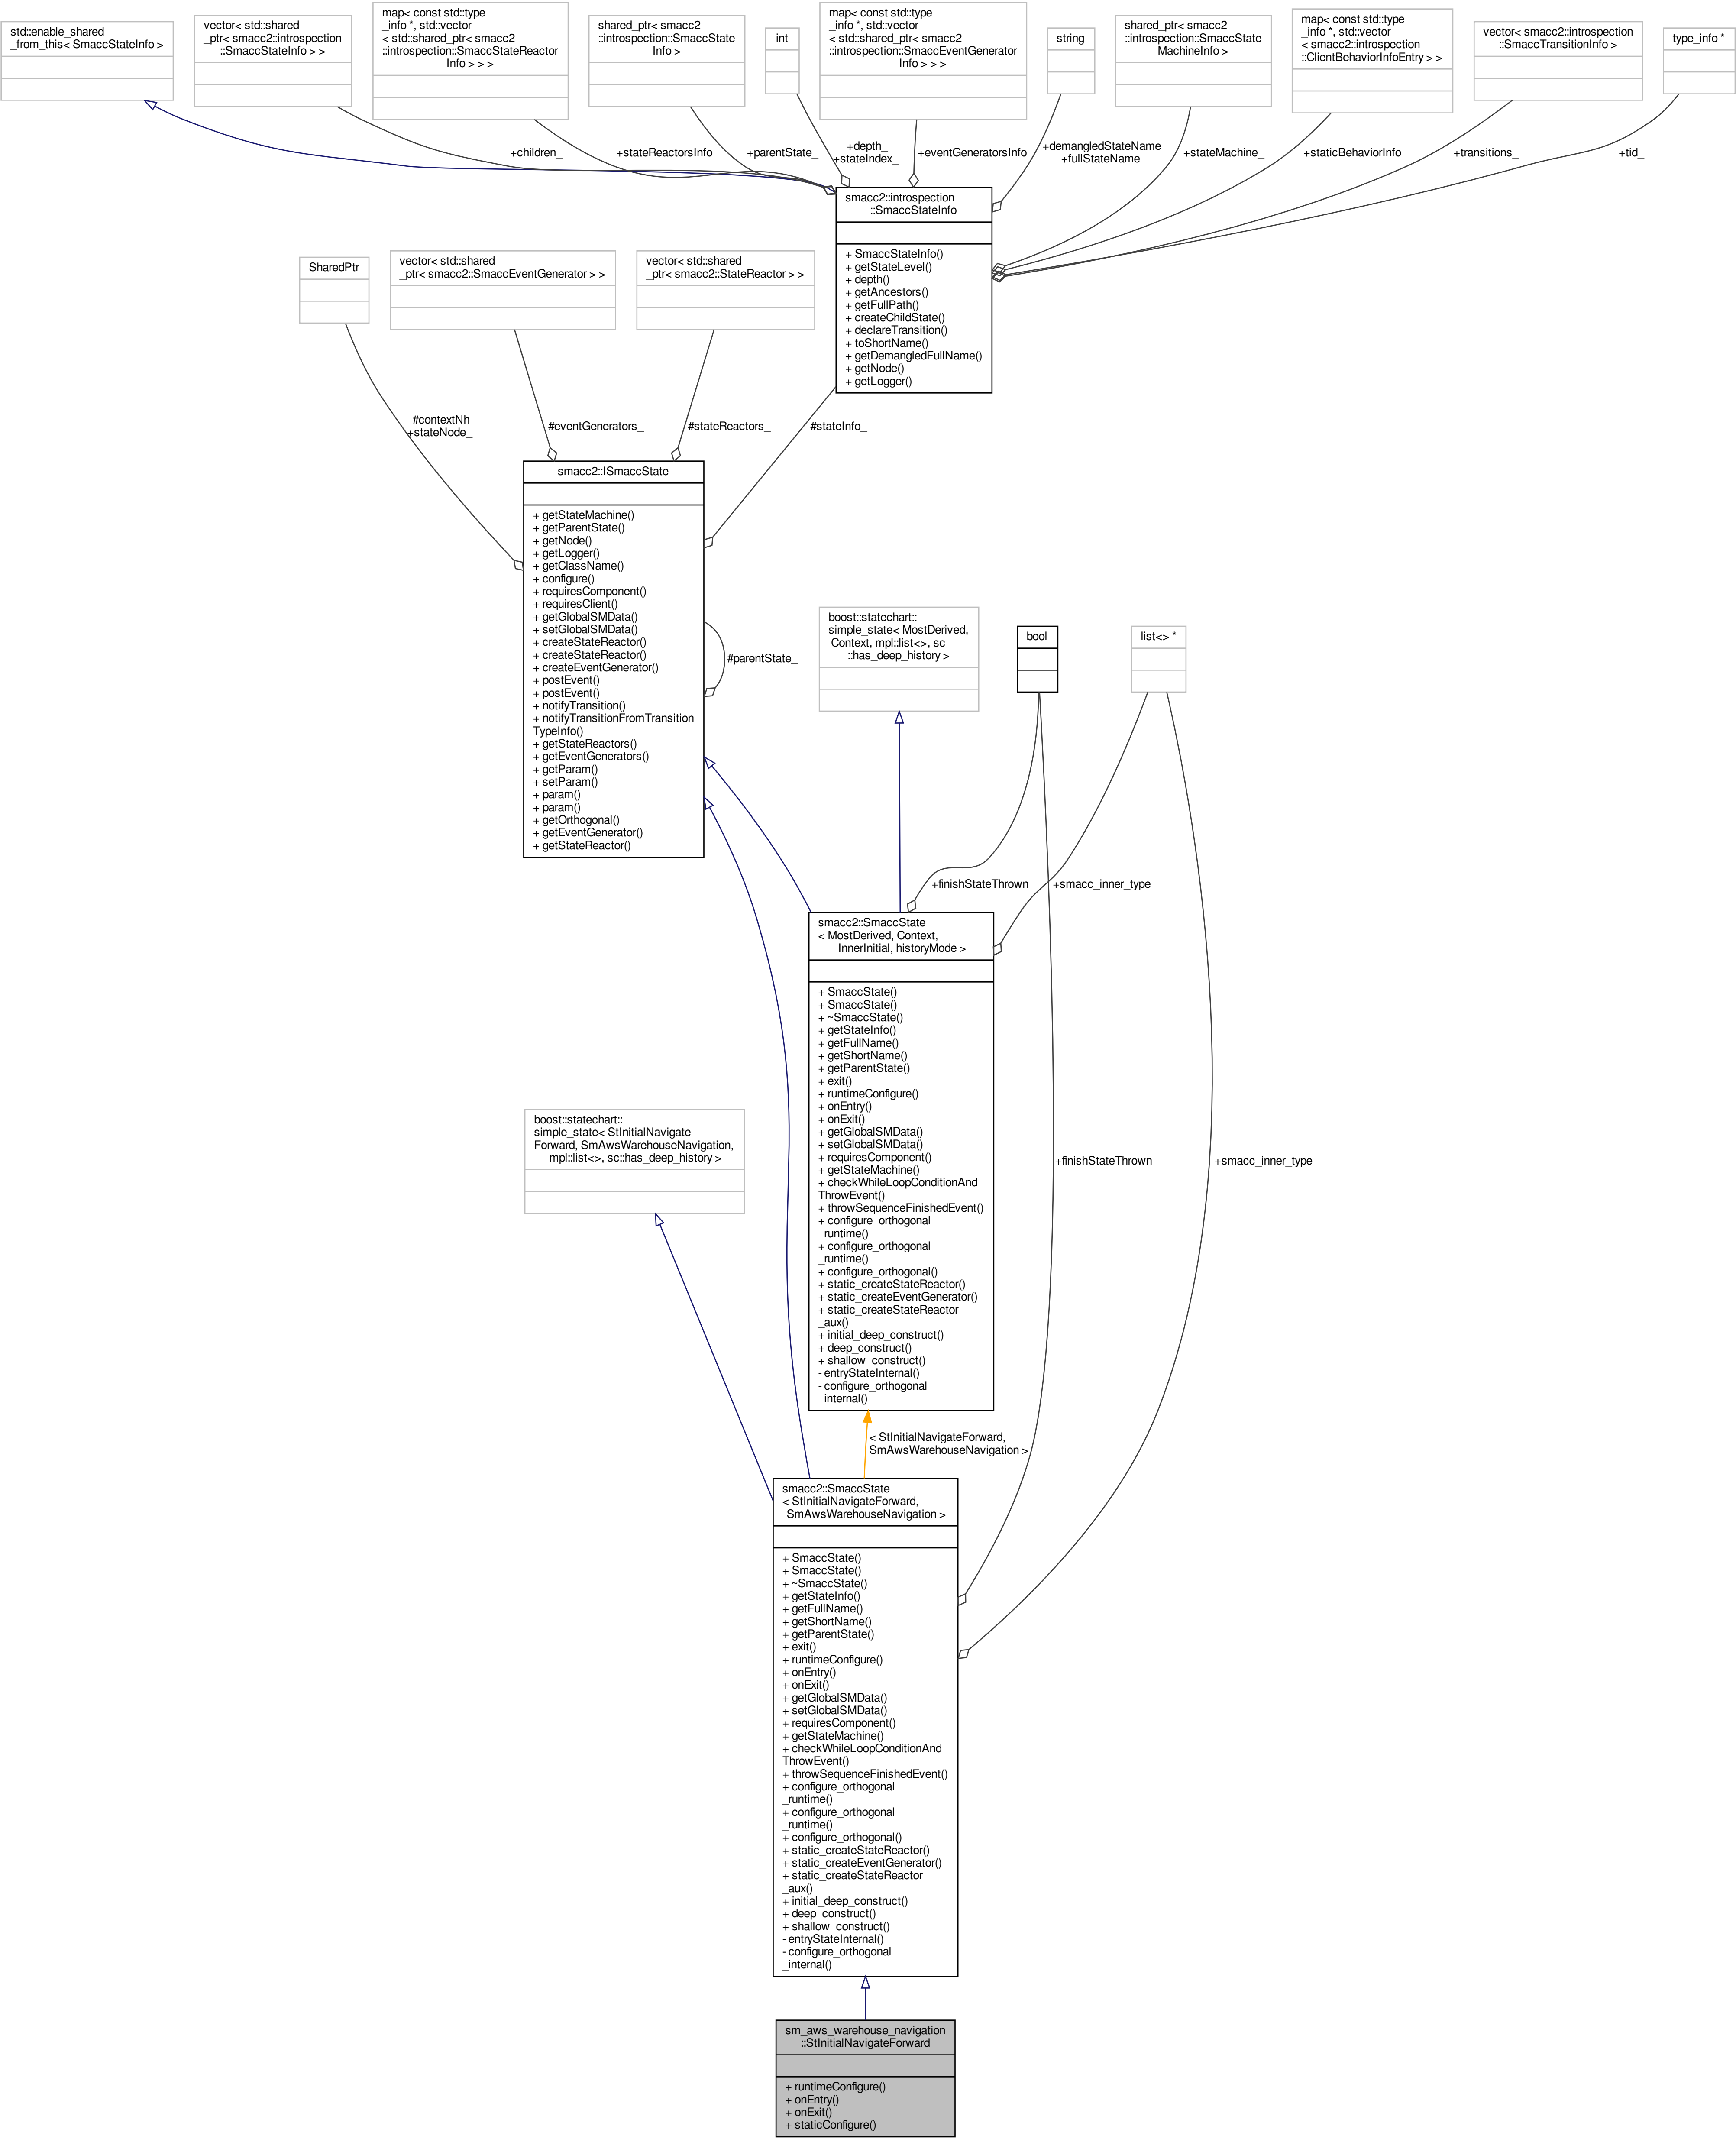 std::enable_shared
_from_this< SmaccStateInfo >
vector< std::shared
_ptr< smacc2::introspection
::SmaccStateInfo > >
map< const std::type
_info *, std::vector
< std::shared_ptr< smacc2
::introspection::SmaccStateReactor
Info > > >
shared_ptr< smacc2
::introspection::SmaccState
Info >
int
map< const std::type
_info *, std::vector
< std::shared_ptr< smacc2
::introspection::SmaccEventGenerator
Info > > >
string
shared_ptr< smacc2
::introspection::SmaccState
MachineInfo >
map< const std::type
_info *, std::vector
< smacc2::introspection
::ClientBehaviorInfoEntry > >
vector< smacc2::introspection
::SmaccTransitionInfo >
type_info *
+children_
+stateReactorsInfo
+parentState_
+depth_
+stateIndex_
+eventGeneratorsInfo
+demangledStateName
+fullStateName
+stateMachine_
+staticBehaviorInfo
+transitions_
+tid_
smacc2::introspection
::SmaccStateInfo
+ SmaccStateInfo()
+ getStateLevel()
+ depth()
+ getAncestors()
+ getFullPath()
+ createChildState()
+ declareTransition()
+ toShortName()
+ getDemangledFullName()
+ getNode()
+ getLogger()
SharedPtr
vector< std::shared
_ptr< smacc2::SmaccEventGenerator > >
vector< std::shared
_ptr< smacc2::StateReactor > >
#contextNh
+stateNode_
#eventGenerators_
#stateReactors_
#stateInfo_
smacc2::ISmaccState
+ getStateMachine()
+ getParentState()
+ getNode()
+ getLogger()
+ getClassName()
+ configure()
+ requiresComponent()
+ requiresClient()
+ getGlobalSMData()
+ setGlobalSMData()
+ createStateReactor()
+ createStateReactor()
+ createEventGenerator()
+ postEvent()
+ postEvent()
+ notifyTransition()
+ notifyTransitionFromTransition
TypeInfo()
+ getStateReactors()
+ getEventGenerators()
+ getParam()
+ setParam()
+ param()
+ param()
+ getOrthogonal()
+ getEventGenerator()
+ getStateReactor()
#parentState_
boost::statechart::
simple_state< MostDerived,
Context, mpl::list<>, sc
::has_deep_history >
bool
list<> *
+finishStateThrown
+smacc_inner_type
smacc2::SmaccState
< MostDerived, Context,
InnerInitial, historyMode >
+ SmaccState()
+ SmaccState()
+ ~SmaccState()
+ getStateInfo()
+ getFullName()
+ getShortName()
+ getParentState()
+ exit()
+ runtimeConfigure()
+ onEntry()
+ onExit()
+ getGlobalSMData()
+ setGlobalSMData()
+ requiresComponent()
+ getStateMachine()
+ checkWhileLoopConditionAnd
ThrowEvent()
+ throwSequenceFinishedEvent()
+ configure_orthogonal
_runtime()
+ configure_orthogonal
_runtime()
+ configure_orthogonal()
+ static_createStateReactor()
+ static_createEventGenerator()
+ static_createStateReactor
_aux()
+ initial_deep_construct()
+ deep_construct()
+ shallow_construct()
- entryStateInternal()
- configure_orthogonal
_internal()
boost::statechart::
simple_state< StInitialNavigate
Forward, SmAwsWarehouseNavigation,
mpl::list<>, sc::has_deep_history >
+finishStateThrown
+smacc_inner_type
< StInitialNavigateForward,
SmAwsWarehouseNavigation >
smacc2::SmaccState
< StInitialNavigateForward,
SmAwsWarehouseNavigation >
+ SmaccState()
+ SmaccState()
+ ~SmaccState()
+ getStateInfo()
+ getFullName()
+ getShortName()
+ getParentState()
+ exit()
+ runtimeConfigure()
+ onEntry()
+ onExit()
+ getGlobalSMData()
+ setGlobalSMData()
+ requiresComponent()
+ getStateMachine()
+ checkWhileLoopConditionAnd
ThrowEvent()
+ throwSequenceFinishedEvent()
+ configure_orthogonal
_runtime()
+ configure_orthogonal
_runtime()
+ configure_orthogonal()
+ static_createStateReactor()
+ static_createEventGenerator()
+ static_createStateReactor
_aux()
+ initial_deep_construct()
+ deep_construct()
+ shallow_construct()
- entryStateInternal()
- configure_orthogonal
_internal()
sm_aws_warehouse_navigation
::StInitialNavigateForward
+ runtimeConfigure()
+ onEntry()
+ onExit()
+ staticConfigure()